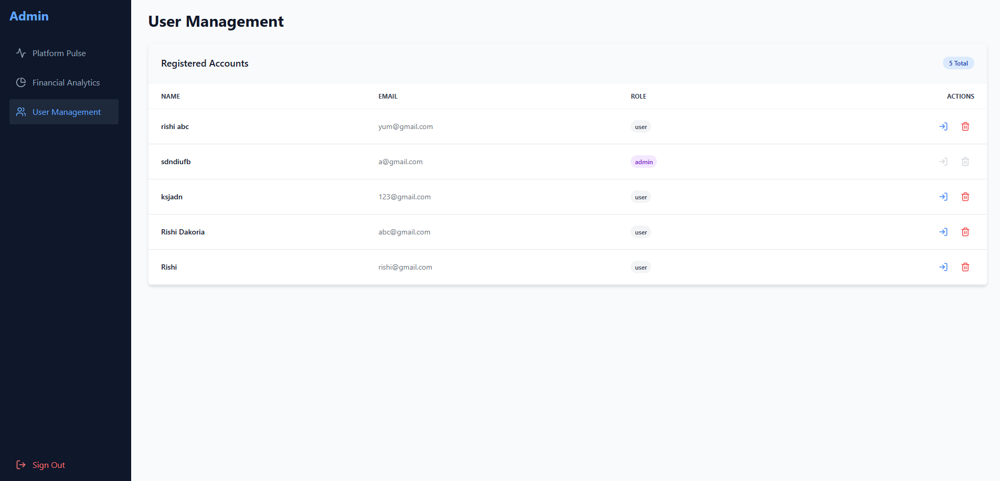 Admin
Platform Pulse
Financial Analytics
User Management
Sign Out
User Management
Registered Accounts
5 Total
NAME EMAIL ROLE ACTIONS
rishi abc yum@gmail.com user
sdndiufb a@gmail.com admin
ksjadn 123@gmail.com user
Rishi Dakoria abc@gmail.com user
Rishi rishi@gmail.com user